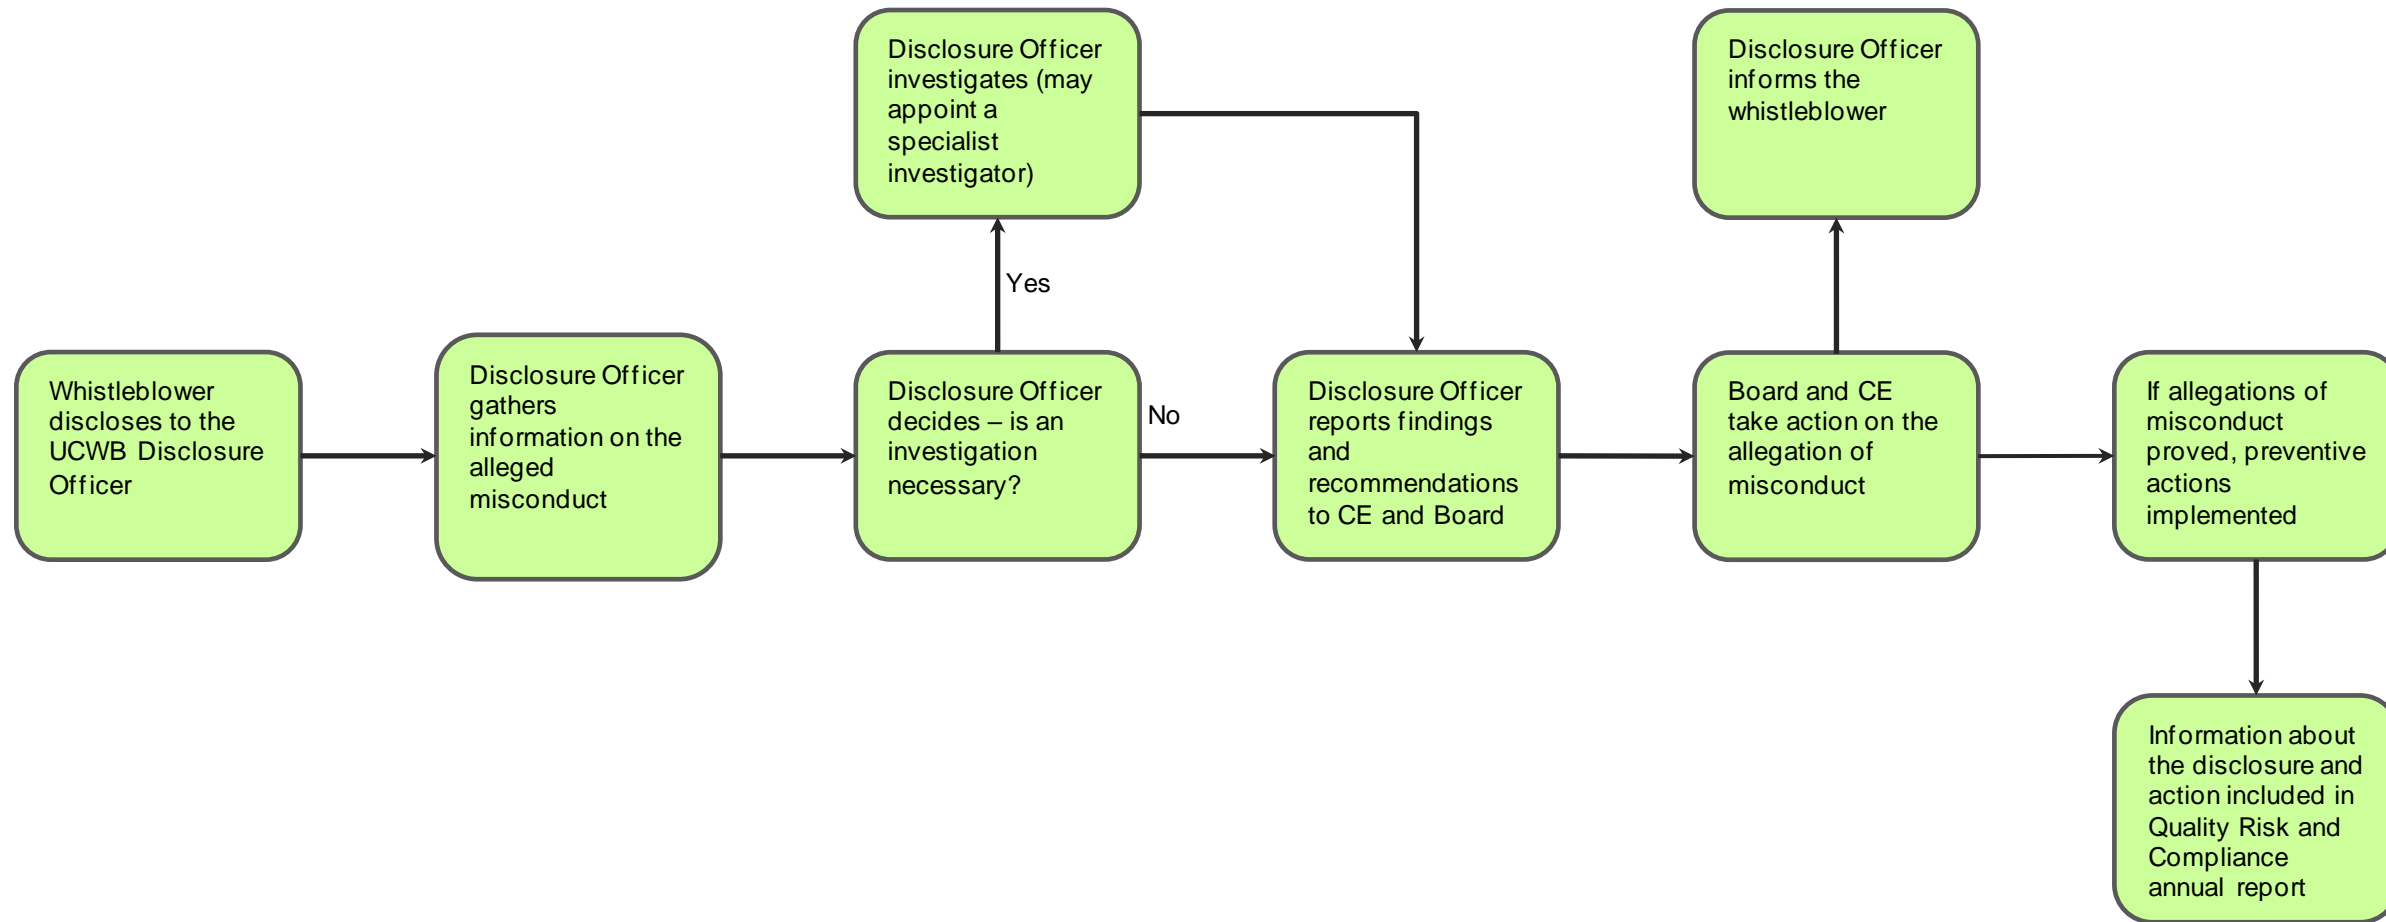 Disclosure Officer
investigates (may
appoint a
specialist
investigator)
Disclosure Officer
informs the
whistleblower
Yes
Whistleblower
discloses to the
UCWB Disclosure
Officer
Disclosure Officer
gathers
information on the
alleged
misconduct
Disclosure Officer
decides – is an
investigation
necessary?
No
Disclosure Officer
reports findings
and
recommendations
to CE and Board
Board and CE
take action on the
allegation of
misconduct
If allegations of
misconduct
proved, preventive
actions
implemented
Information about
the disclosure and
action included in
Quality Risk and
Compliance
annual report